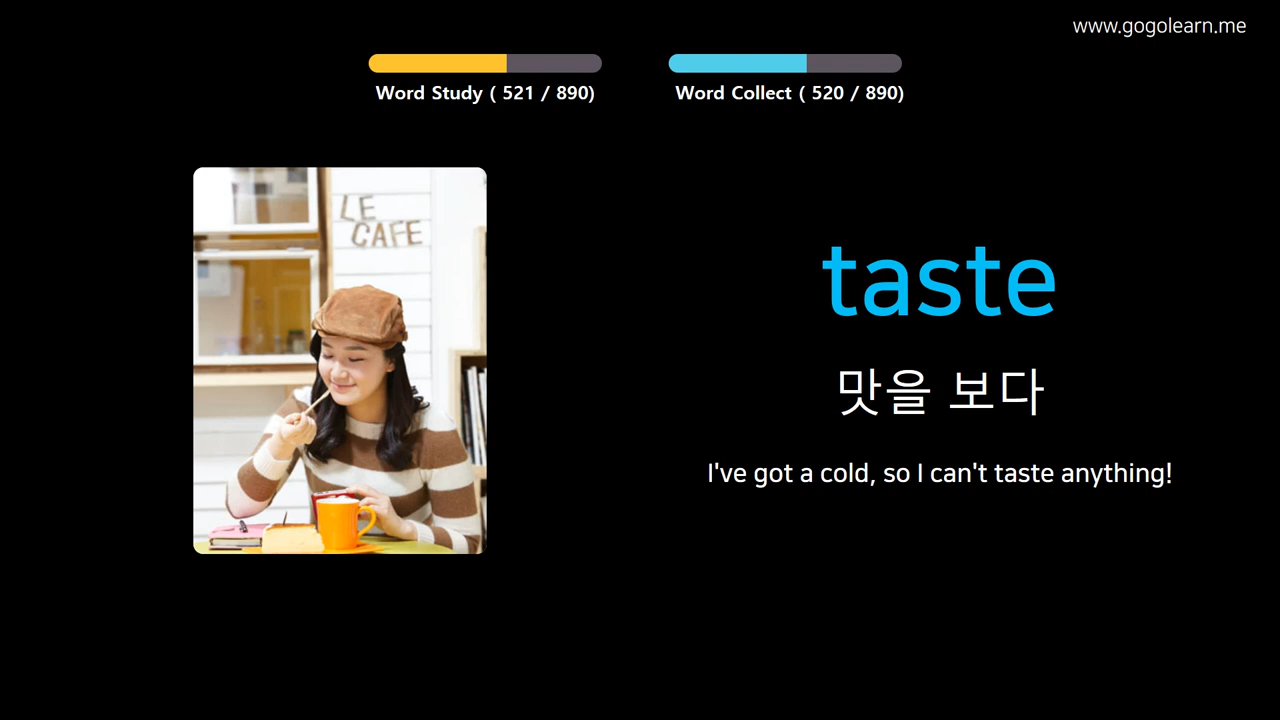 www.gogolearn.me
Word Study ( 521 / 890)
Word Collect ( 520 / 890)
LE
CAFE
taste
맛을 보다
I've got a cold, so I can't taste anything!